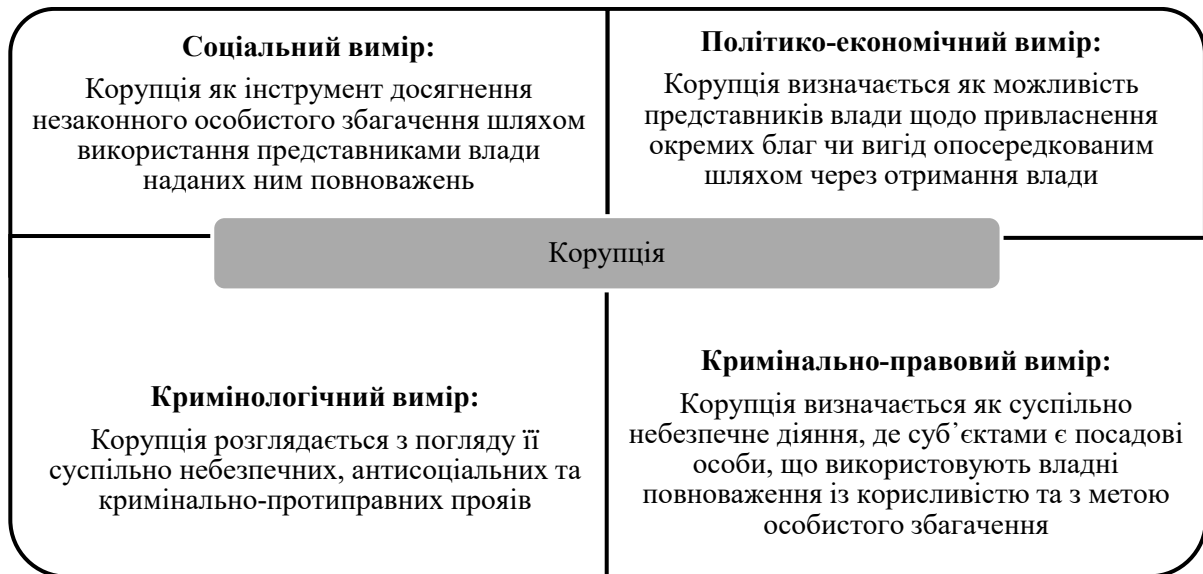 Соціальний вимір:
Корупція як інструмент досягнення
незаконного особистого збагачення шляхом
використання представниками влади
наданих ним повноважень
Політико-економічний вимір:
Корупція визначається як можливість
представників влади щодо привласнення
окремих благ чи вигід опосередкованим
шляхом через отримання влади
Корупція
Кримінологічний вимір:
Корупція розглядається з погляду її
суспільно небезпечних, антисоціальних та
кримінально-протиправних прояів
Кримінально-правовий вимір:
Корупція визначається як суспільно
небезпечне діяння, де суб’єктами є посадові
особи, що використовують владні
повноваження із корисливістю та з метою
особистого збагачення